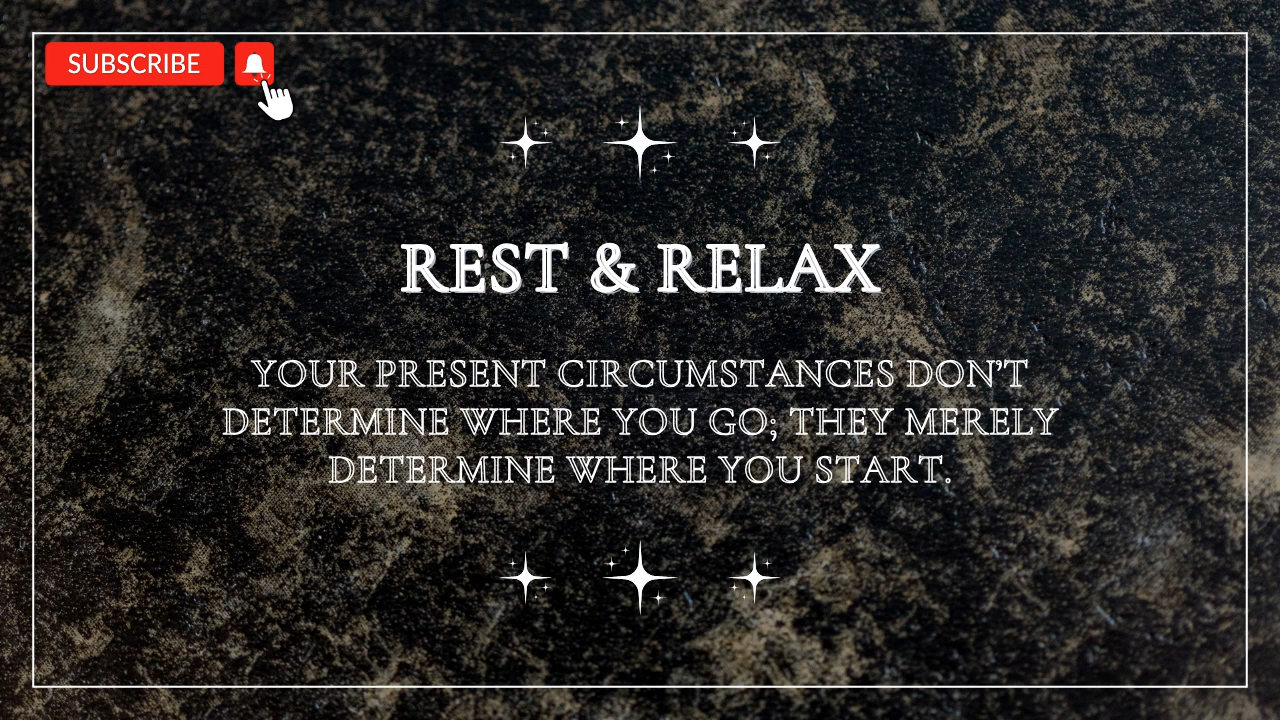 SUBSCRIBE
REST & RELAX
YOUR PRESENT CIRCUMSTANCES DON’T
DETERMINE WHERE YOU GO; THEY MERELY
DETERMINE WHERE YOU START.